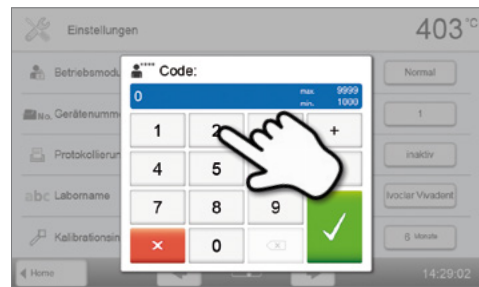 Einstellungen
403 °C
**** Code:
0
max. 9999
min. 1000
Betriebsmodu
Normal
No. Gerätenumm
1
Protokollierun
inaktiv
abc Laborname
Ivoclar Vivadent
Kalibrationsin
6 Monate
1 2 +
4 5
7 8 9
× 0
Home
14:29:02